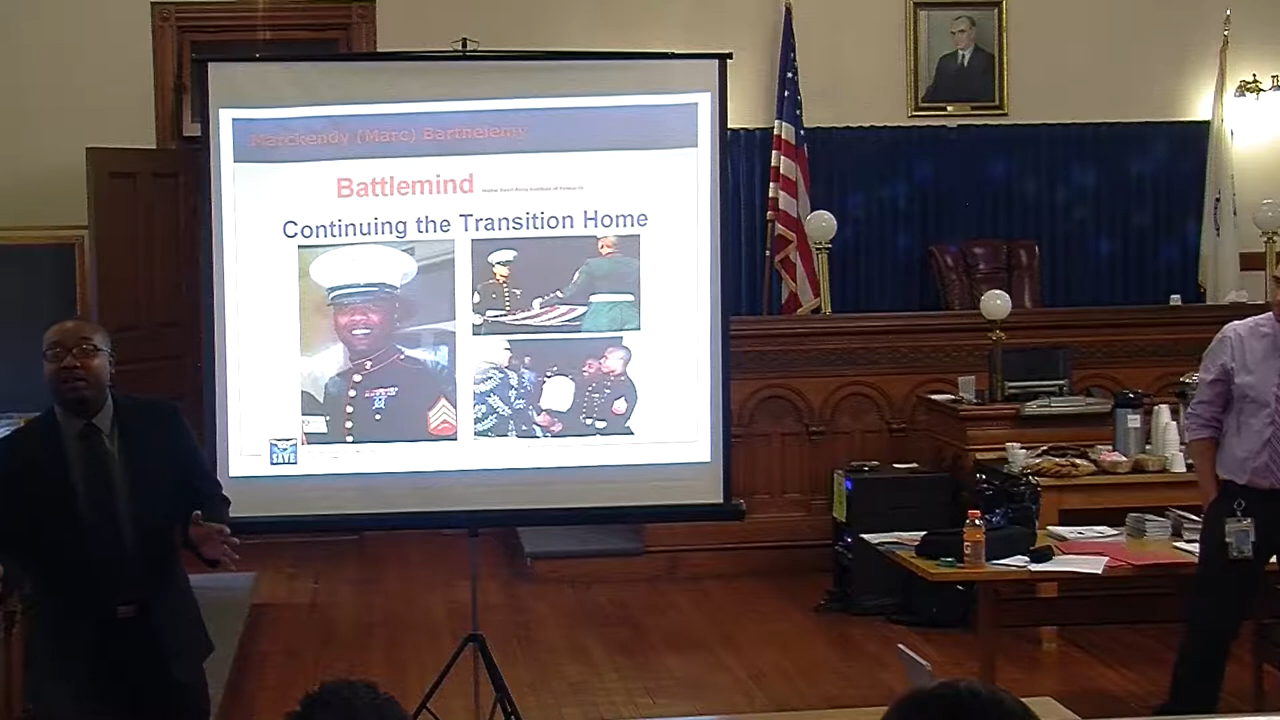 Marckendy (Marc) Barthelemy
Battlemind
Continuing the Transition Home
SAVE